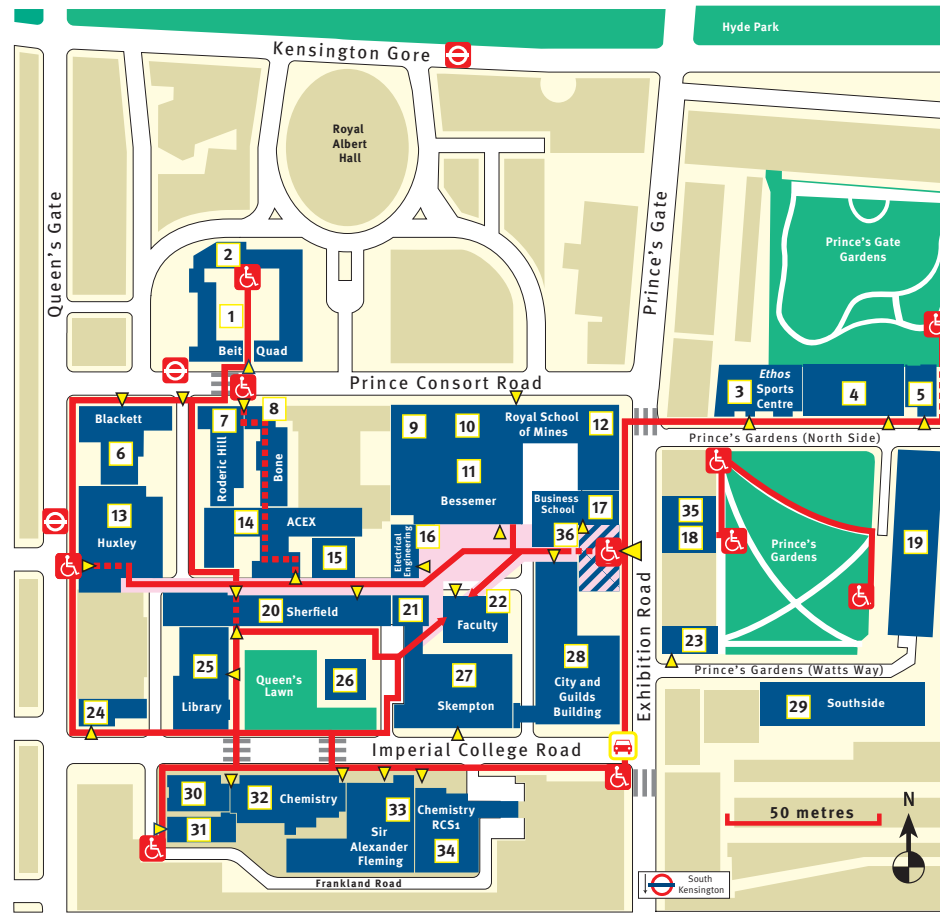 Hyde Park
Kensington Gore
Royal
Albert
Hall
Queen's Gate
Prince's Gate
Prince's Gate
Gardens
2
1
Beit Quad
Prince Consort Road
3
Ethos
Sports
Centre
4
5
Prince's Gardens (North Side)
Blackett
6
7
8
Roderic Hill
Bone
9
10
Royal School
of Mines
12
11
Bessemer
13
Huxley
14
ACEX
15
Electrical
Engineering
16
Business
School
17
36
35
18
Prince's
Gardens
19
20
Sherfield
21
22
Faculty
23
Prince's Gardens (Watts Way)
24
25
Library
Queen's
Lawn
26
27
Skempton
28
City and
Guilds
Building
Exhibition Road
29
Southside
Imperial College Road
30
31
32
Chemistry
33
Sir
Alexander
Fleming
Chemistry
RCS1
34
Frankland Road
50 metres
N
South
Kensington